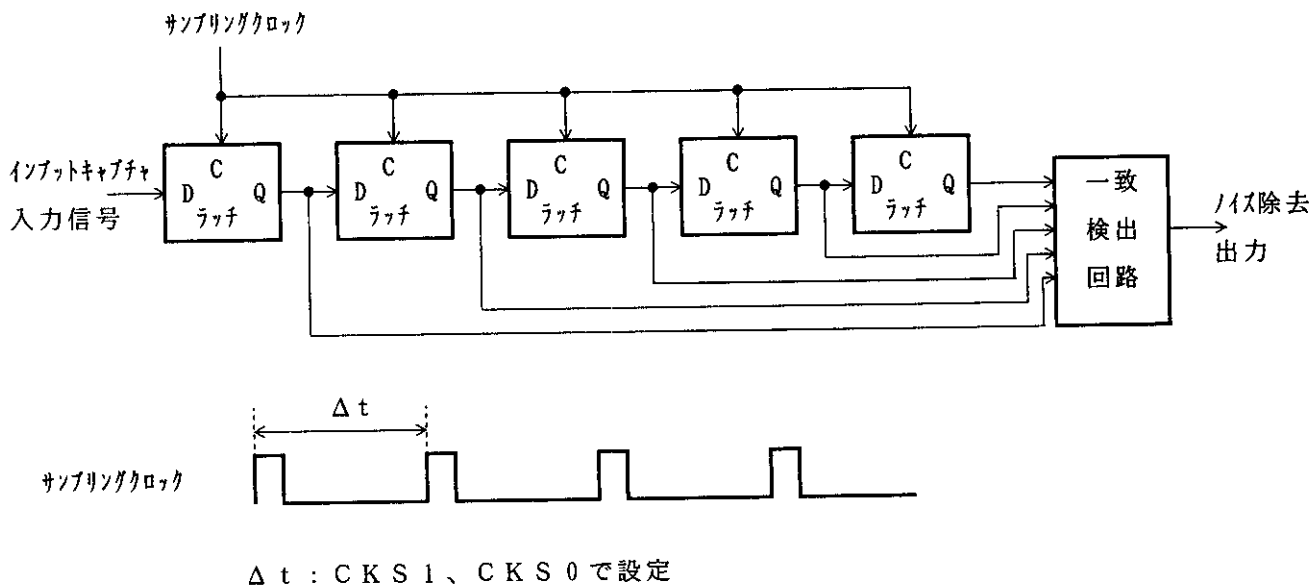 サンプリングクロック
インプットキャプチャ
入力信号
C
D Q
ラッチ
C
D Q
ラッチ
C
D Q
ラッチ
C
D Q
ラッチ
C
D Q
ラッチ
一致
検出
回路
ノイズ除去
出力
Δt
サンプリングクロック
Δt:CKS1、CKS0で設定